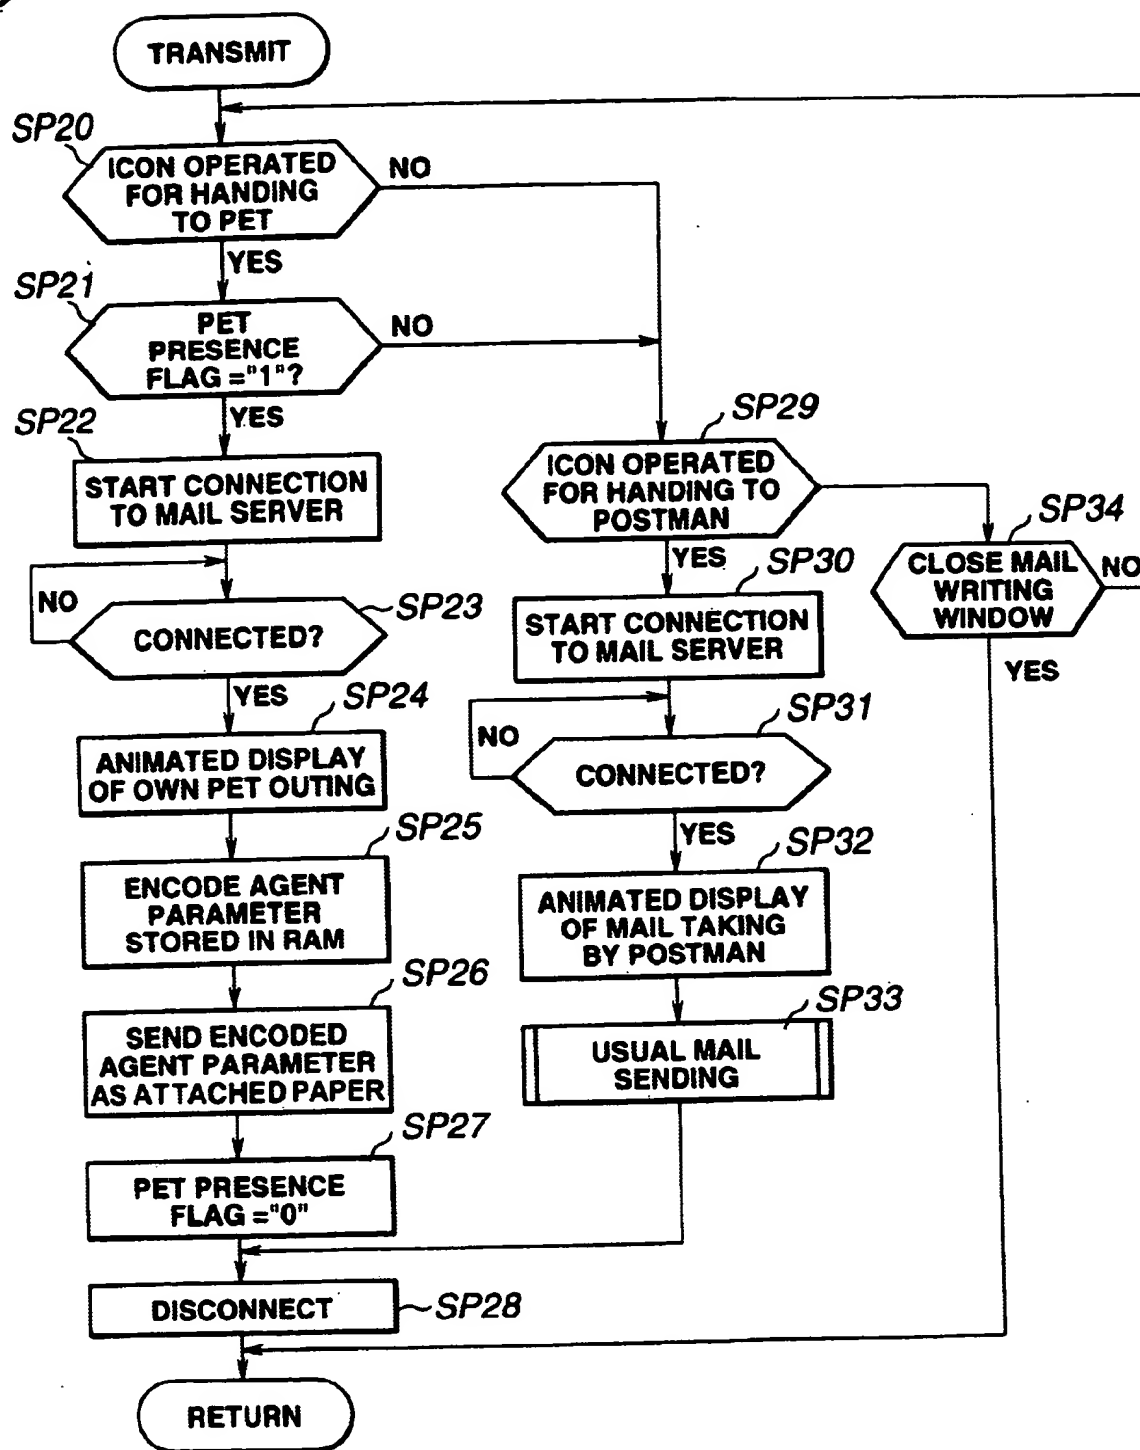 TRANSMIT
SP20
ICON OPERATED
FOR HANDING
TO PET
NO
YES
SP21
PET
PRESENCE
FLAG ="1"?
NO
YES
SP22
START CONNECTION
TO MAIL SERVER
NO
CONNECTED?
SP23
YES
SP24
ANIMATED DISPLAY
OF OWN PET OUTING
SP25
ENCODE AGENT
PARAMETER
STORED IN RAM
SP26
SEND ENCODED
AGENT PARAMETER
AS ATTACHED PAPER
SP27
PET PRESENCE
FLAG ="0"
DISCONNECT
SP28
RETURN
SP29
ICON OPERATED
FOR HANDING TO
POSTMAN
YES
SP30
START CONNECTION
TO MAIL SERVER
SP31
NO
CONNECTED?
YES
SP32
ANIMATED DISPLAY
OF MAIL TAKING
BY POSTMAN
SP33
USUAL MAIL
SENDING
SP34
CLOSE MAIL
WRITING
WINDOW
NO
YES